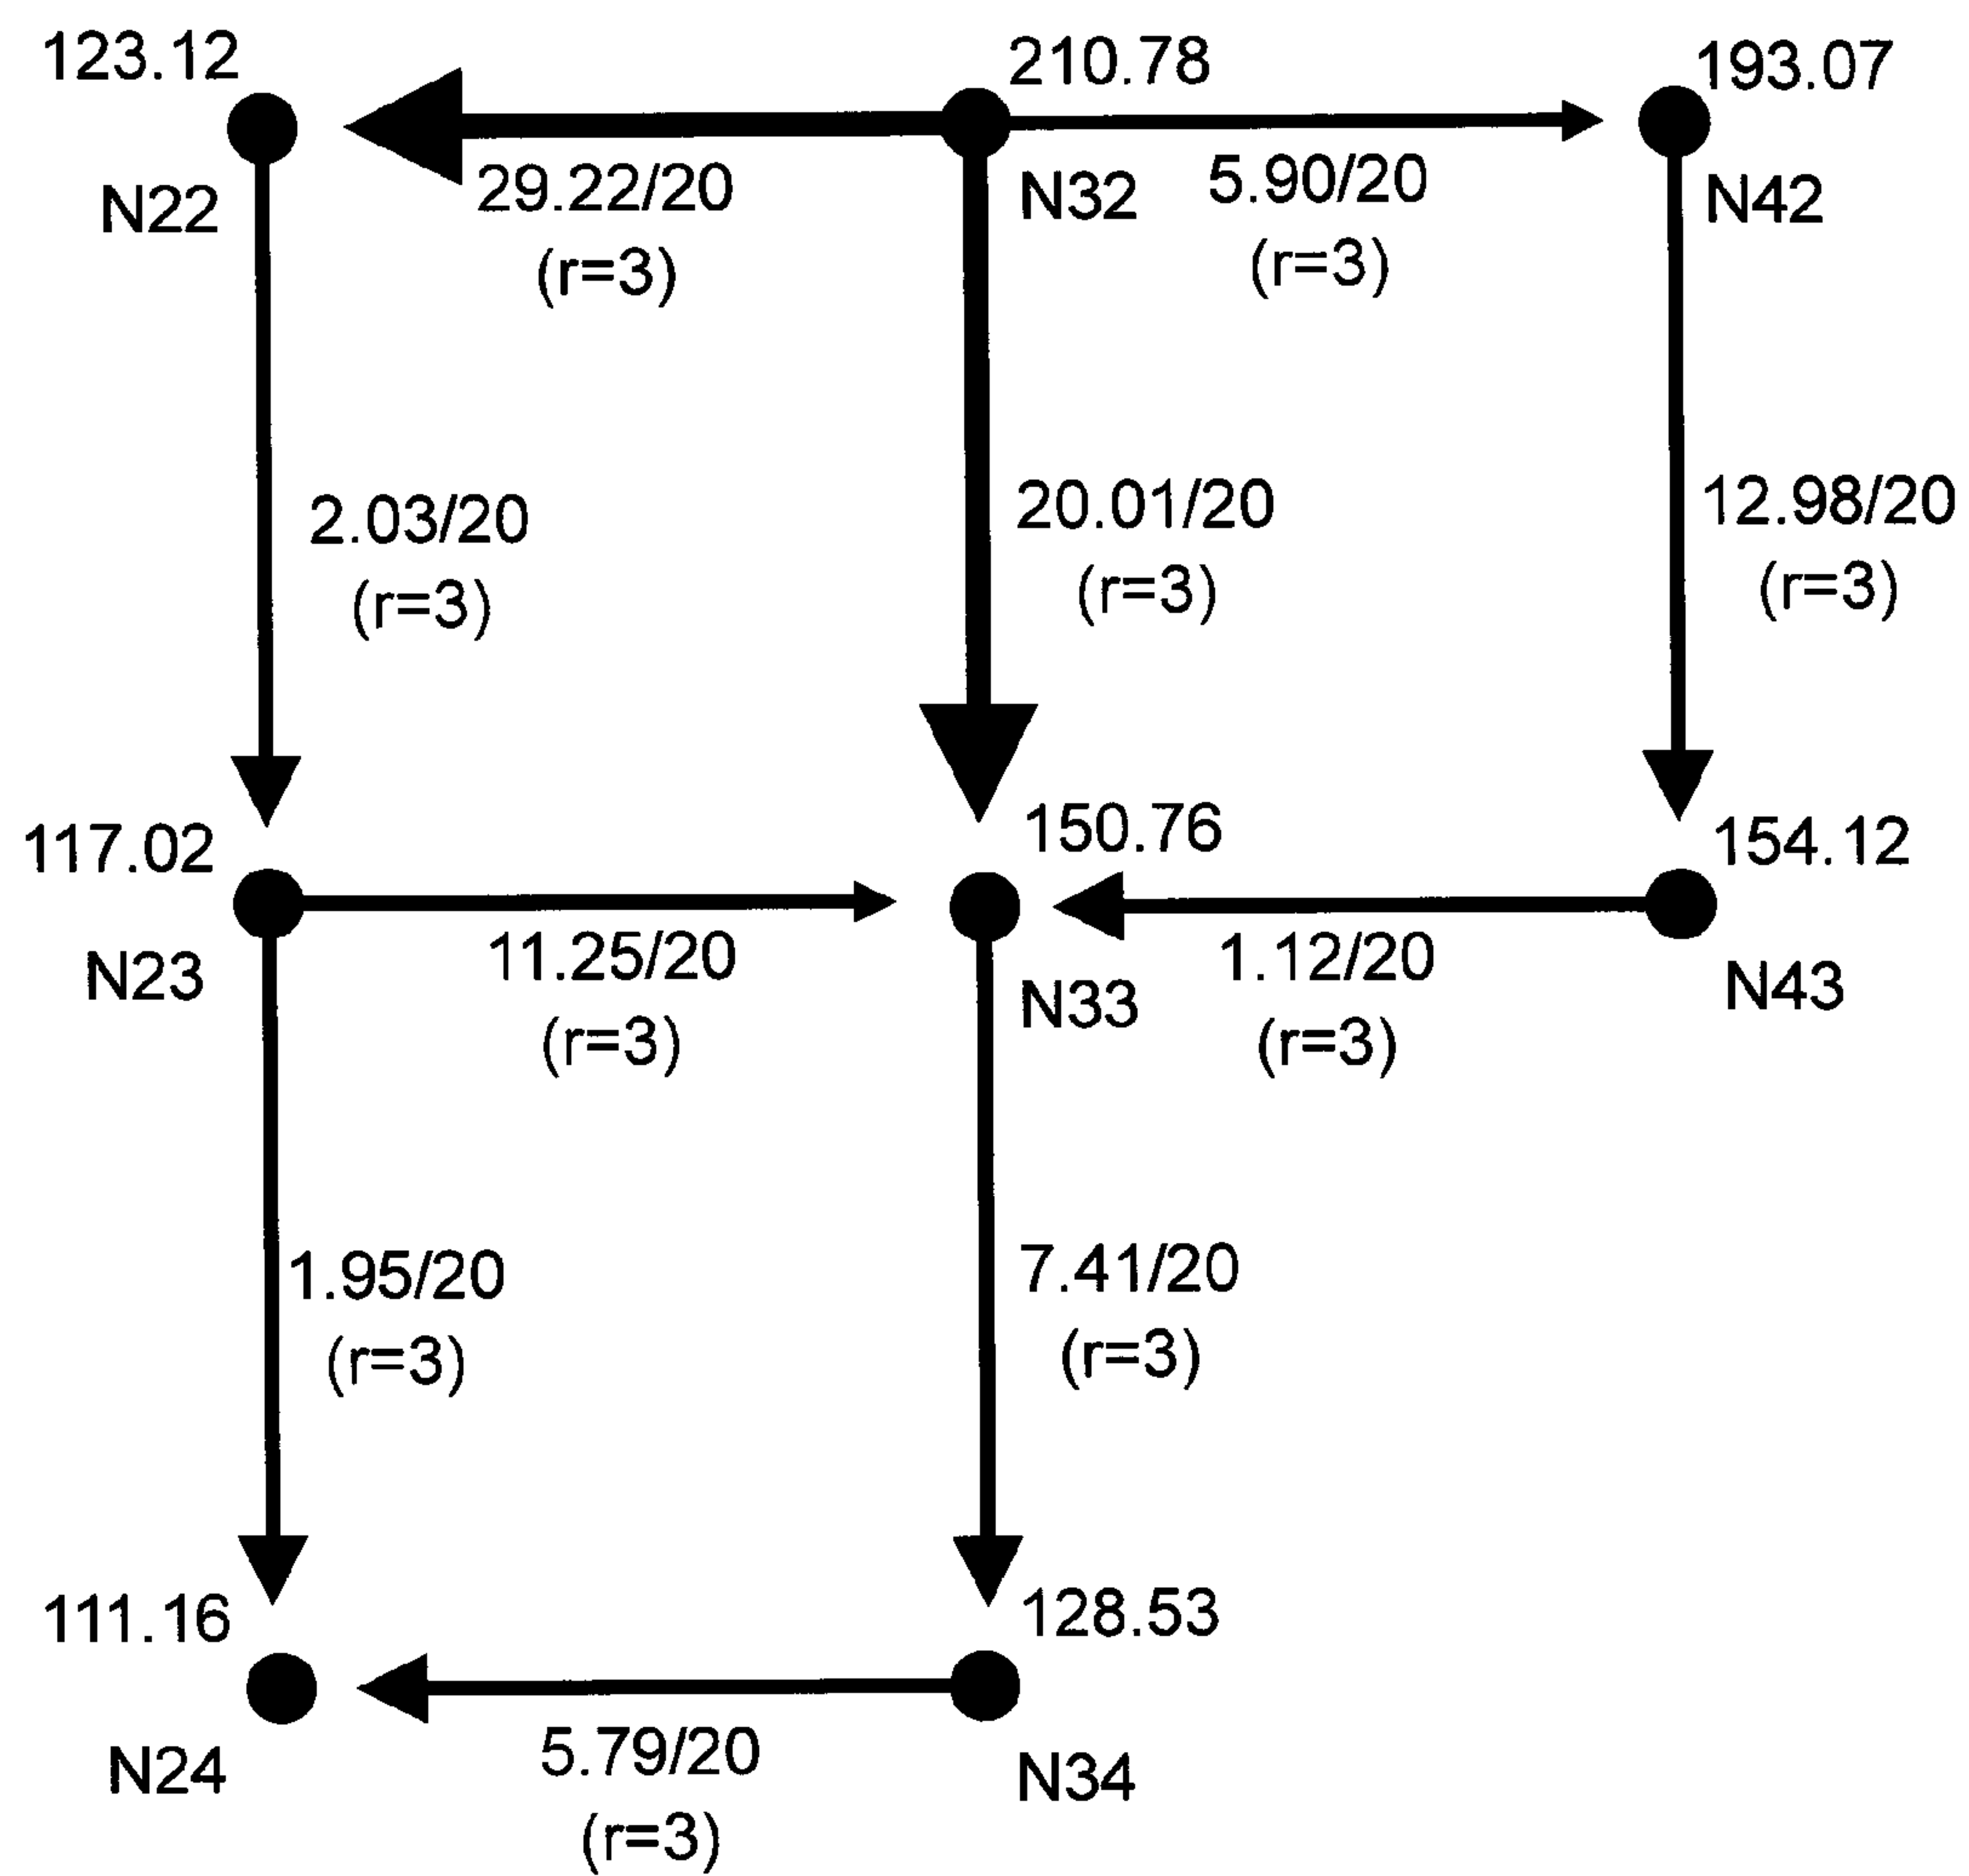 123.12
210.78
193.07
N22
29.22/20
(r=3)
N32
5.90/20
(r=3)
N42
2.03/20
(r=3)
20.01/20
(r=3)
12.98/20
(r=3)
117.02
150.76
154.12
N23
11.25/20
(r=3)
N33
1.12/20
(r=3)
N43
1.95/20
(r=3)
7.41/20
(r=3)
111.16
128.53
N24
5.79/20
(r=3)
N34